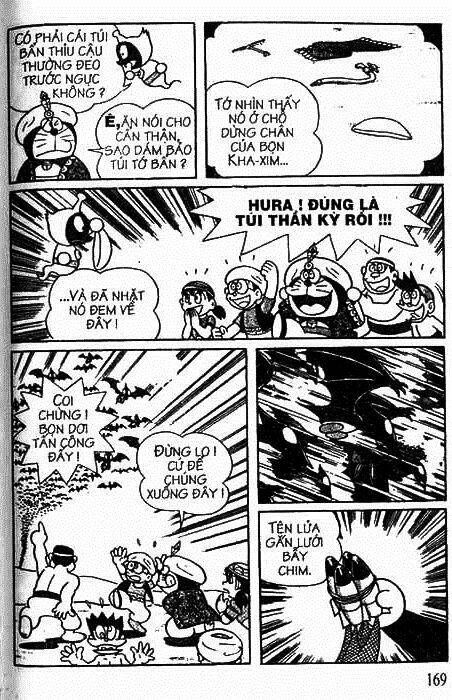 CÓ PHẢI CÁI TÚI
BẨN THỈU CẬU
THƯỜNG ĐEO
TRƯỚC NGỰC
KHÔNG ?
Ê, ĂN NÓI CHO
CẨN THẬN,
SAO DÁM BẢO
TÚI TỚ BẨN ?
TỚ NHÌN THẤY
NÓ Ở CHỖ
DỪNG CHÂN
CỦA BỌN
KHA-XIM...
HURA ! ĐÚNG LÀ
TÚI THẦN KỲ RỒI !!!
...VÀ ĐÃ NHẶT
NÓ ĐEM VỀ
ĐÂY !
COI
CHỪNG !
BỌN DƠI
TẤN CÔNG
ĐẤY !
ĐỪNG LO !
CỨ ĐỂ
CHÚNG
XUỐNG ĐÂY !
TÊN LỬA
GẮN LƯỚI
BẪY
CHIM.
169